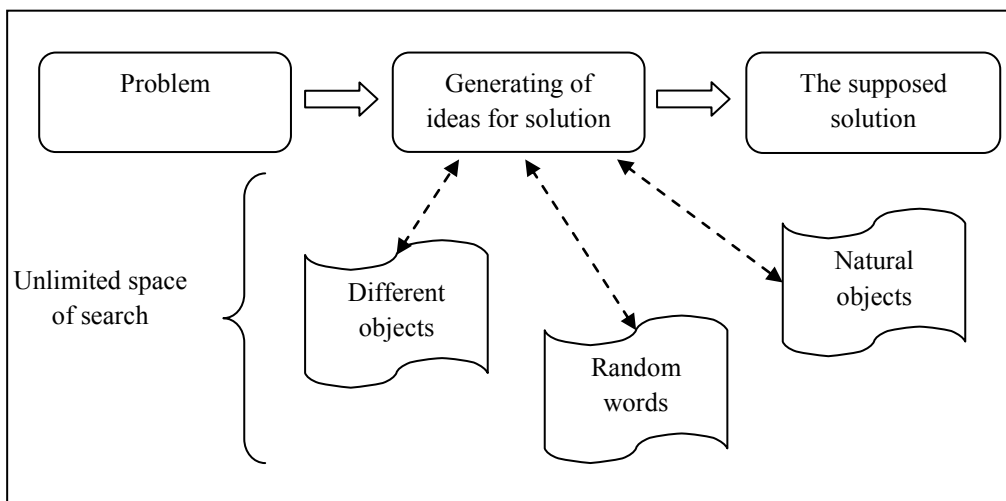 Problem
Generating of
ideas for solution
The supposed
solution
Unlimited space
of search
Different
objects
Random
words
Natural
objects